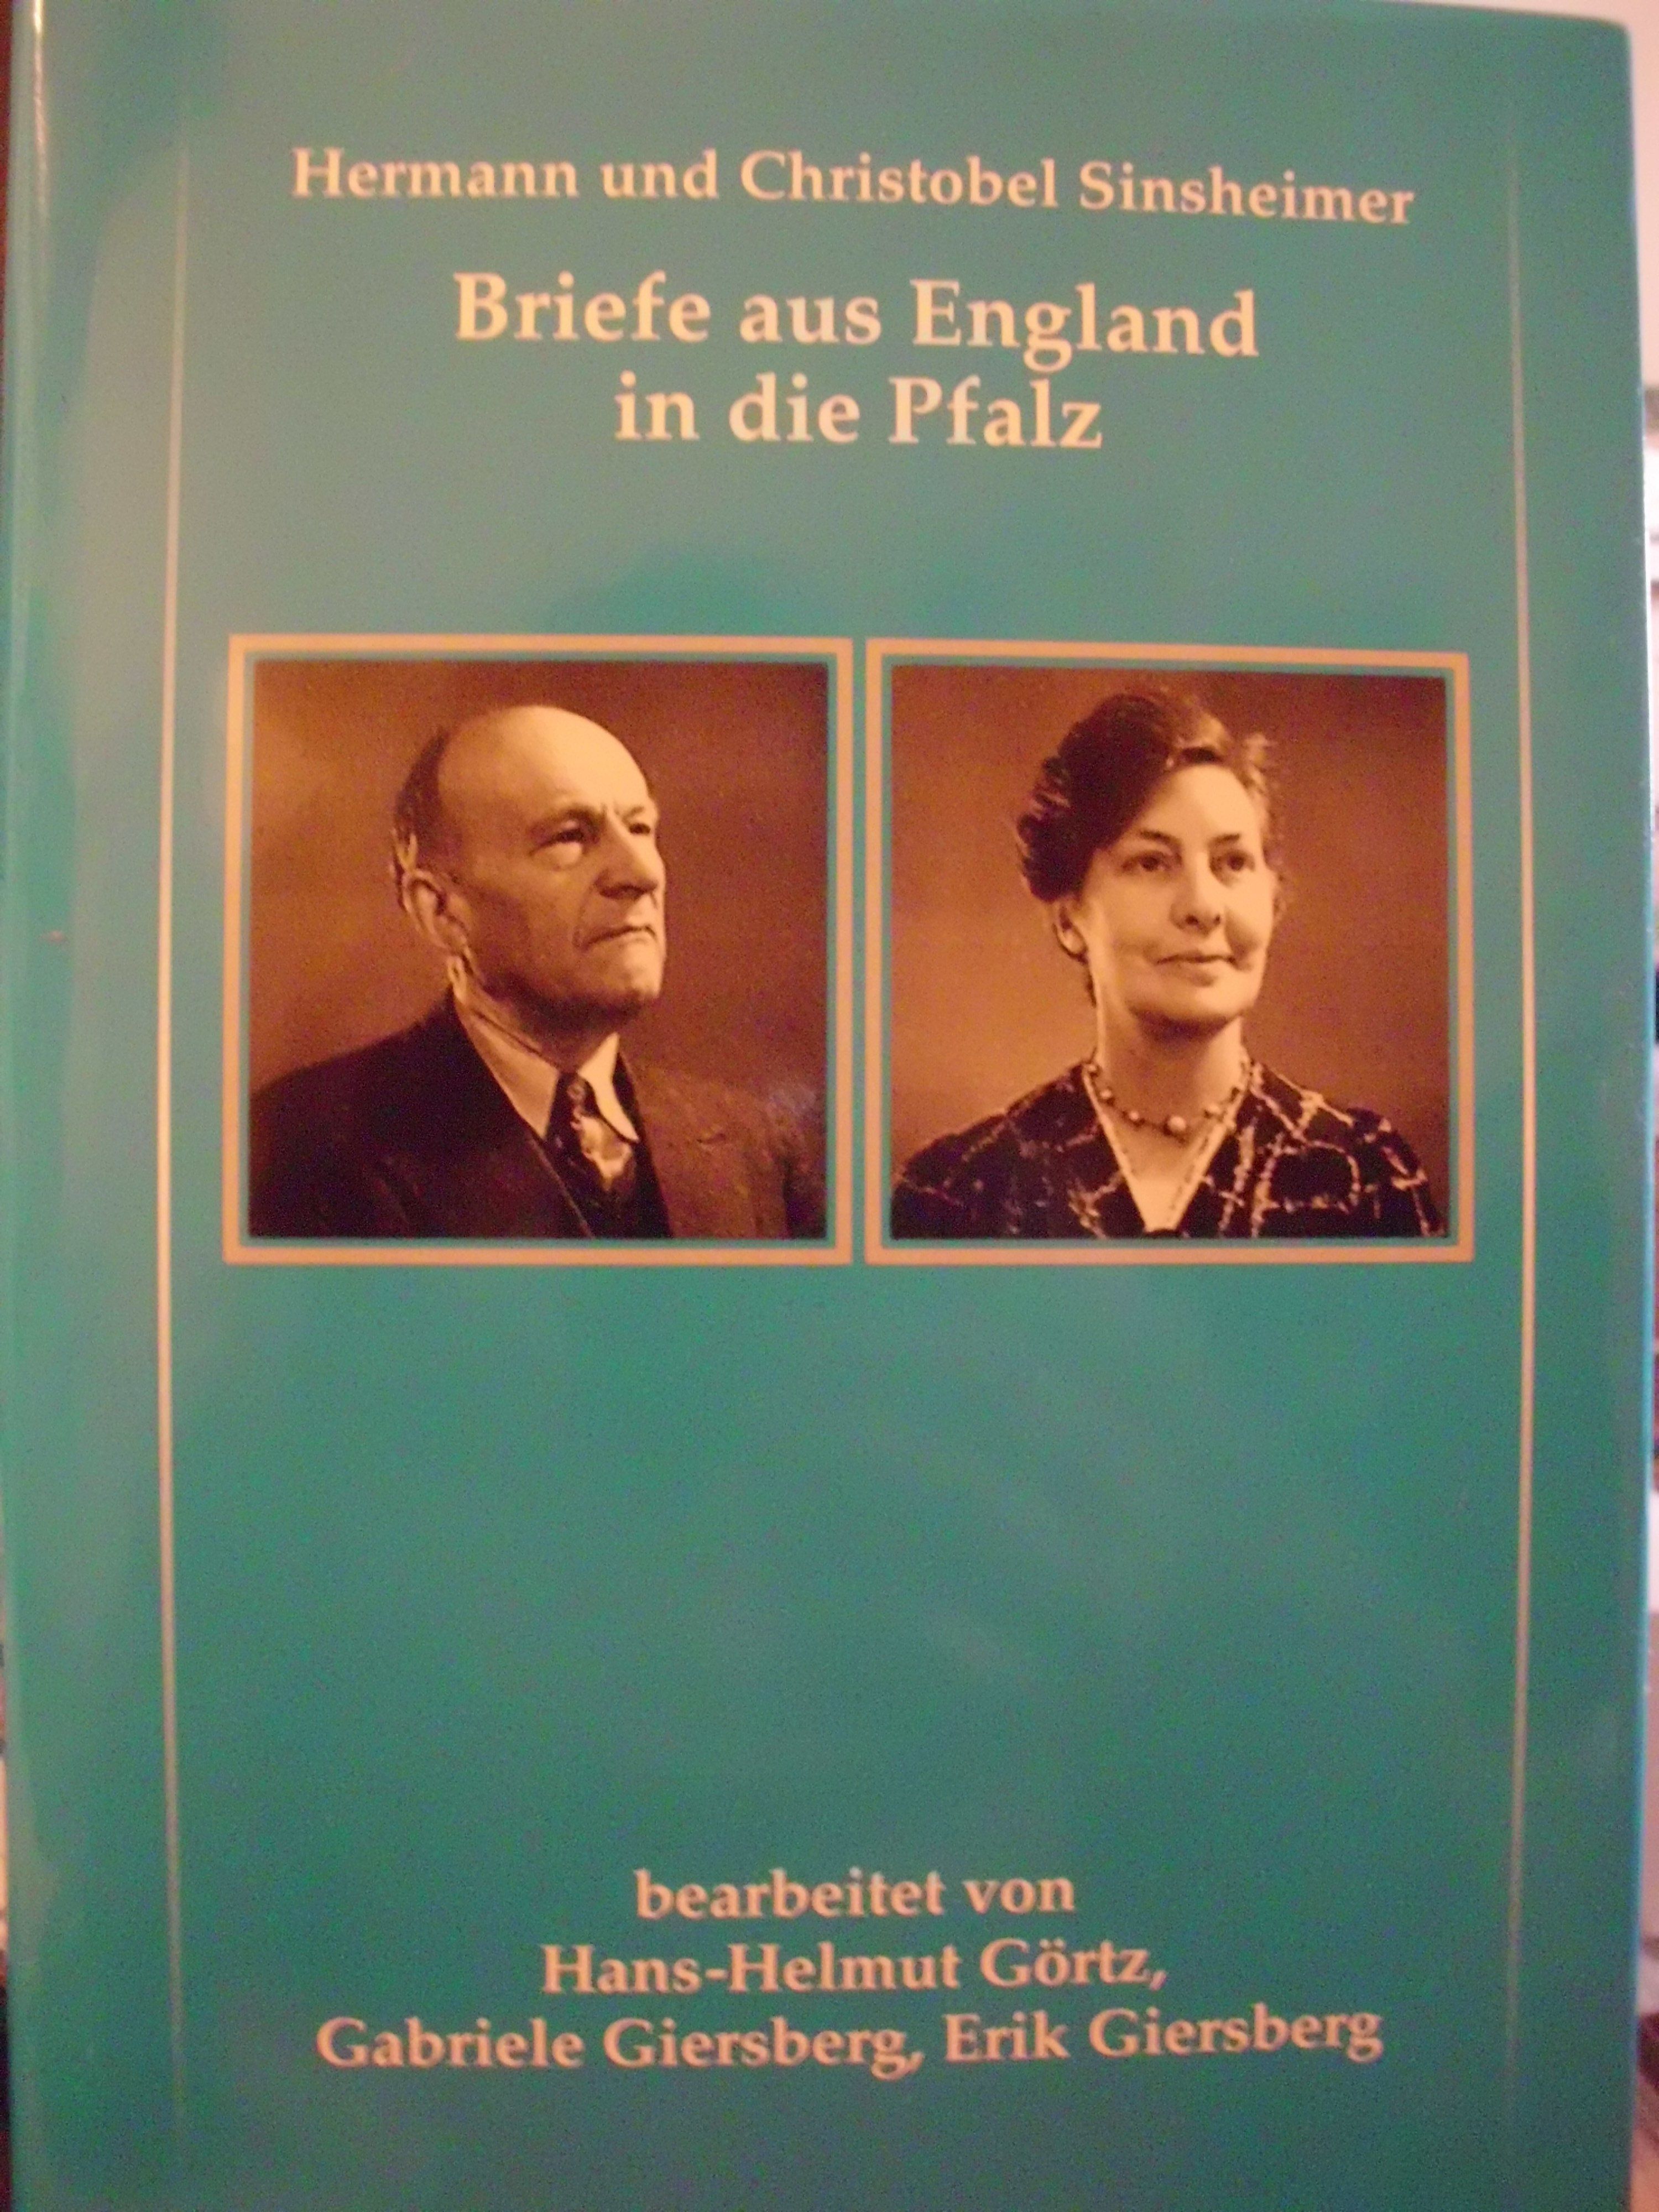 Hermann und Christobel Sinsheimer
Briefe aus England
in die Pfalz
bearbeitet von
Hans-Helmut Görtz,
Gabriele Giersberg, Erik Giersberg